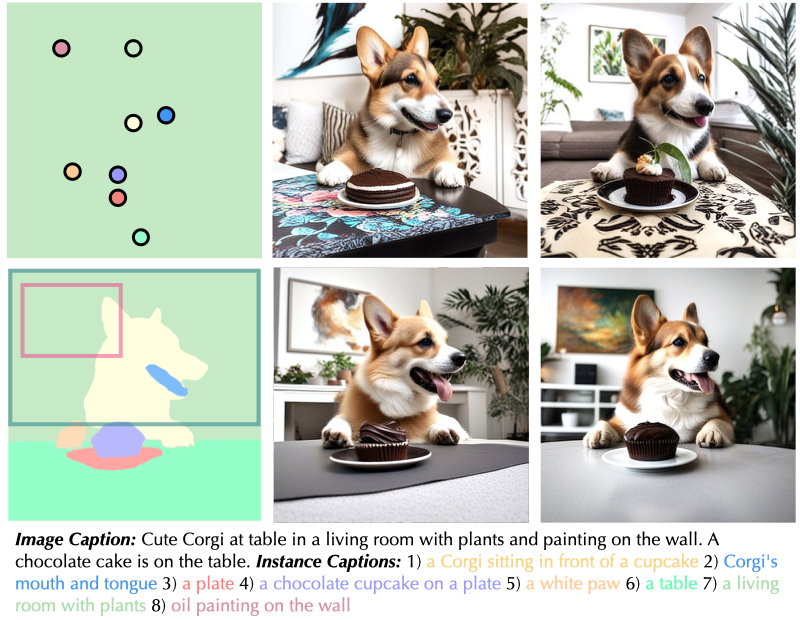 Image Caption: Cute Corgi at table in a living room with plants and painting on the wall. A
chocolate cake is on the table. Instance Captions: 1) a Corgi sitting in front of a cupcake 2) Corgi's
mouth and tongue 3) a plate 4) a chocolate cupcake on a plate 5) a white paw 6) a table 7) a living
room with plants 8) oil painting on the wall